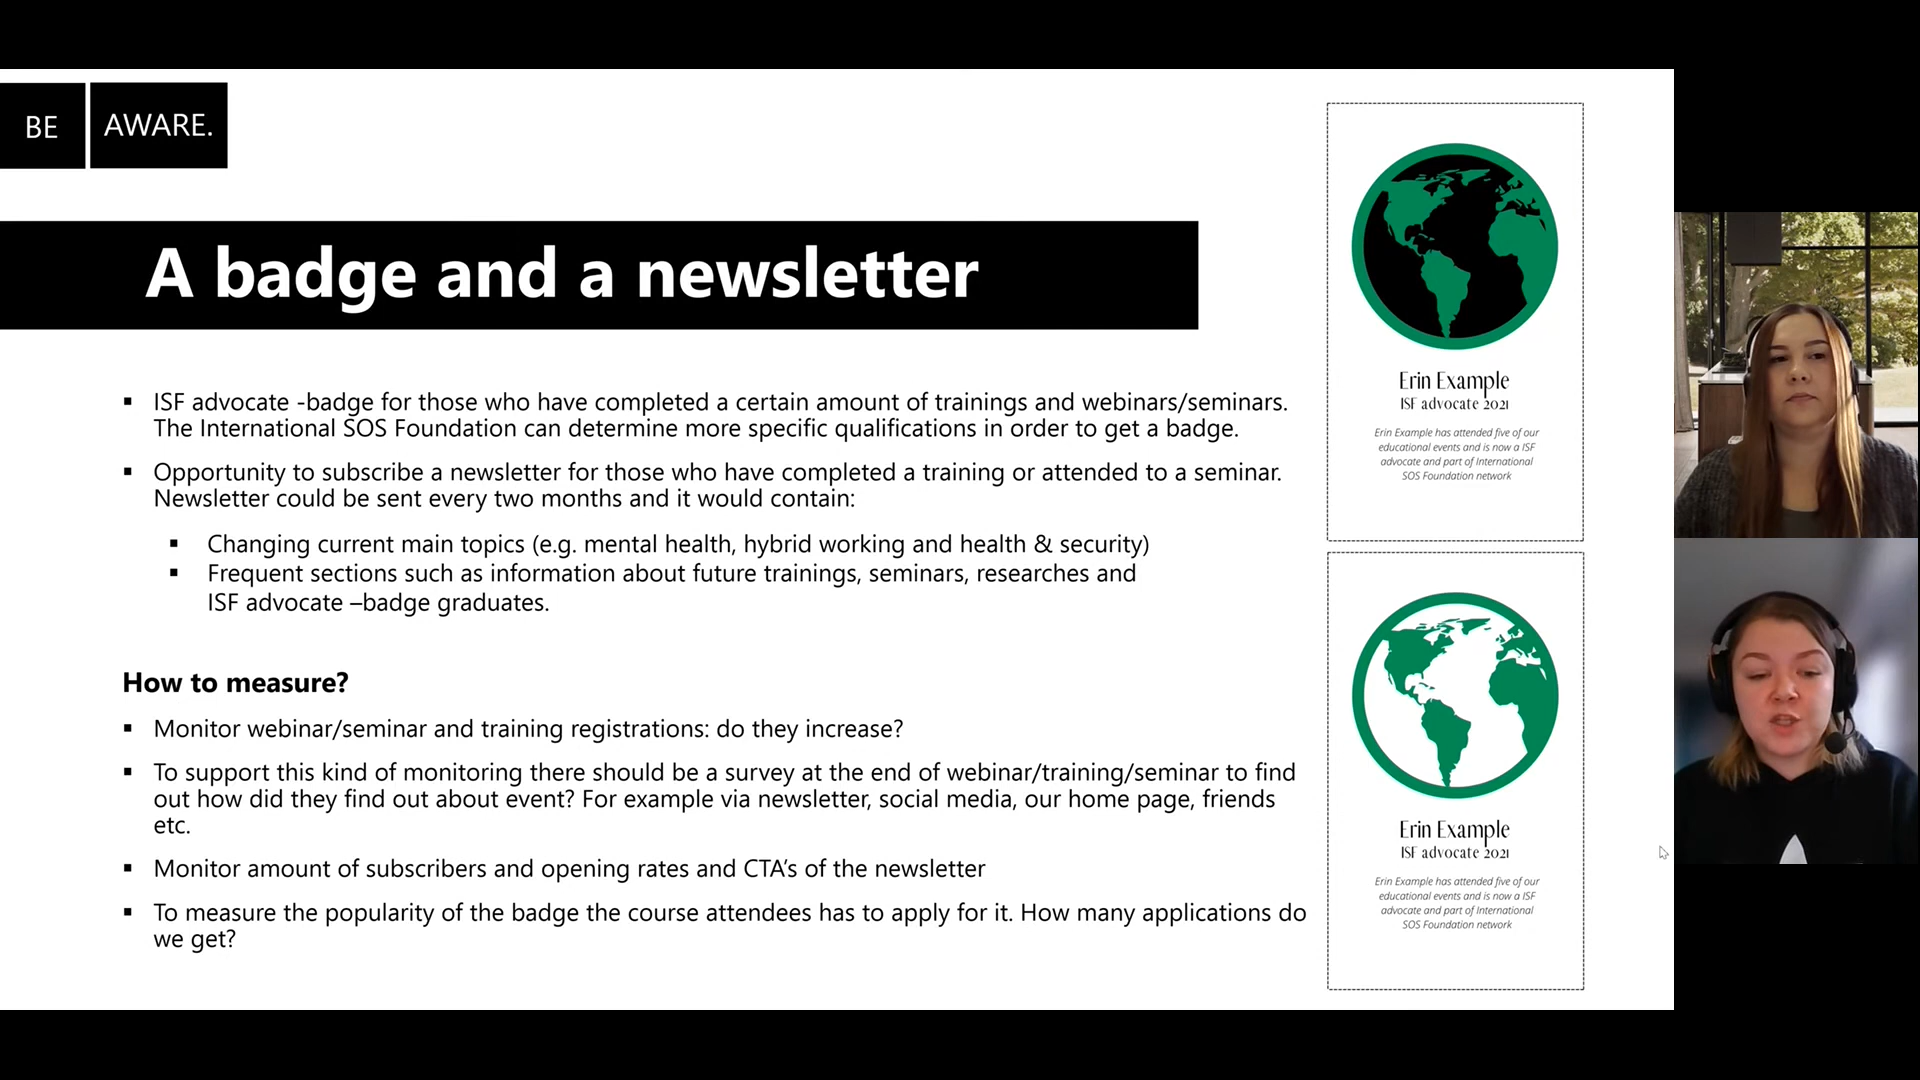 BE AWARE.
A badge and a newsletter
▪ ISF advocate -badge for those who have completed a certain amount of trainings and webinars/seminars.
The International SOS Foundation can determine more specific qualifications in order to get a badge.
▪ Opportunity to subscribe a newsletter for those who have completed a training or attended to a seminar.
Newsletter could be sent every two months and it would contain:
▪ Changing current main topics (e.g. mental health, hybrid working and health & security)
▪ Frequent sections such as information about future trainings, seminars, researches and
ISF advocate –badge graduates.
How to measure?
▪ Monitor webinar/seminar and training registrations: do they increase?
▪ To support this kind of monitoring there should be a survey at the end of webinar/training/seminar to find
out how did they find out about event? For example via newsletter, social media, our home page, friends
etc.
▪ Monitor amount of subscribers and opening rates and CTA’s of the newsletter
▪ To measure the popularity of the badge the course attendees has to apply for it. How many applications do
we get?
Erin Example
ISF advocate 2021
Erin Example has attended five of our
educational events and is now a ISF
advocate and part of International
SOS Foundation network
Erin Example
ISF advocate 2021
Erin Example has attended five of our
educational events and is now a ISF
advocate and part of International
SOS Foundation network